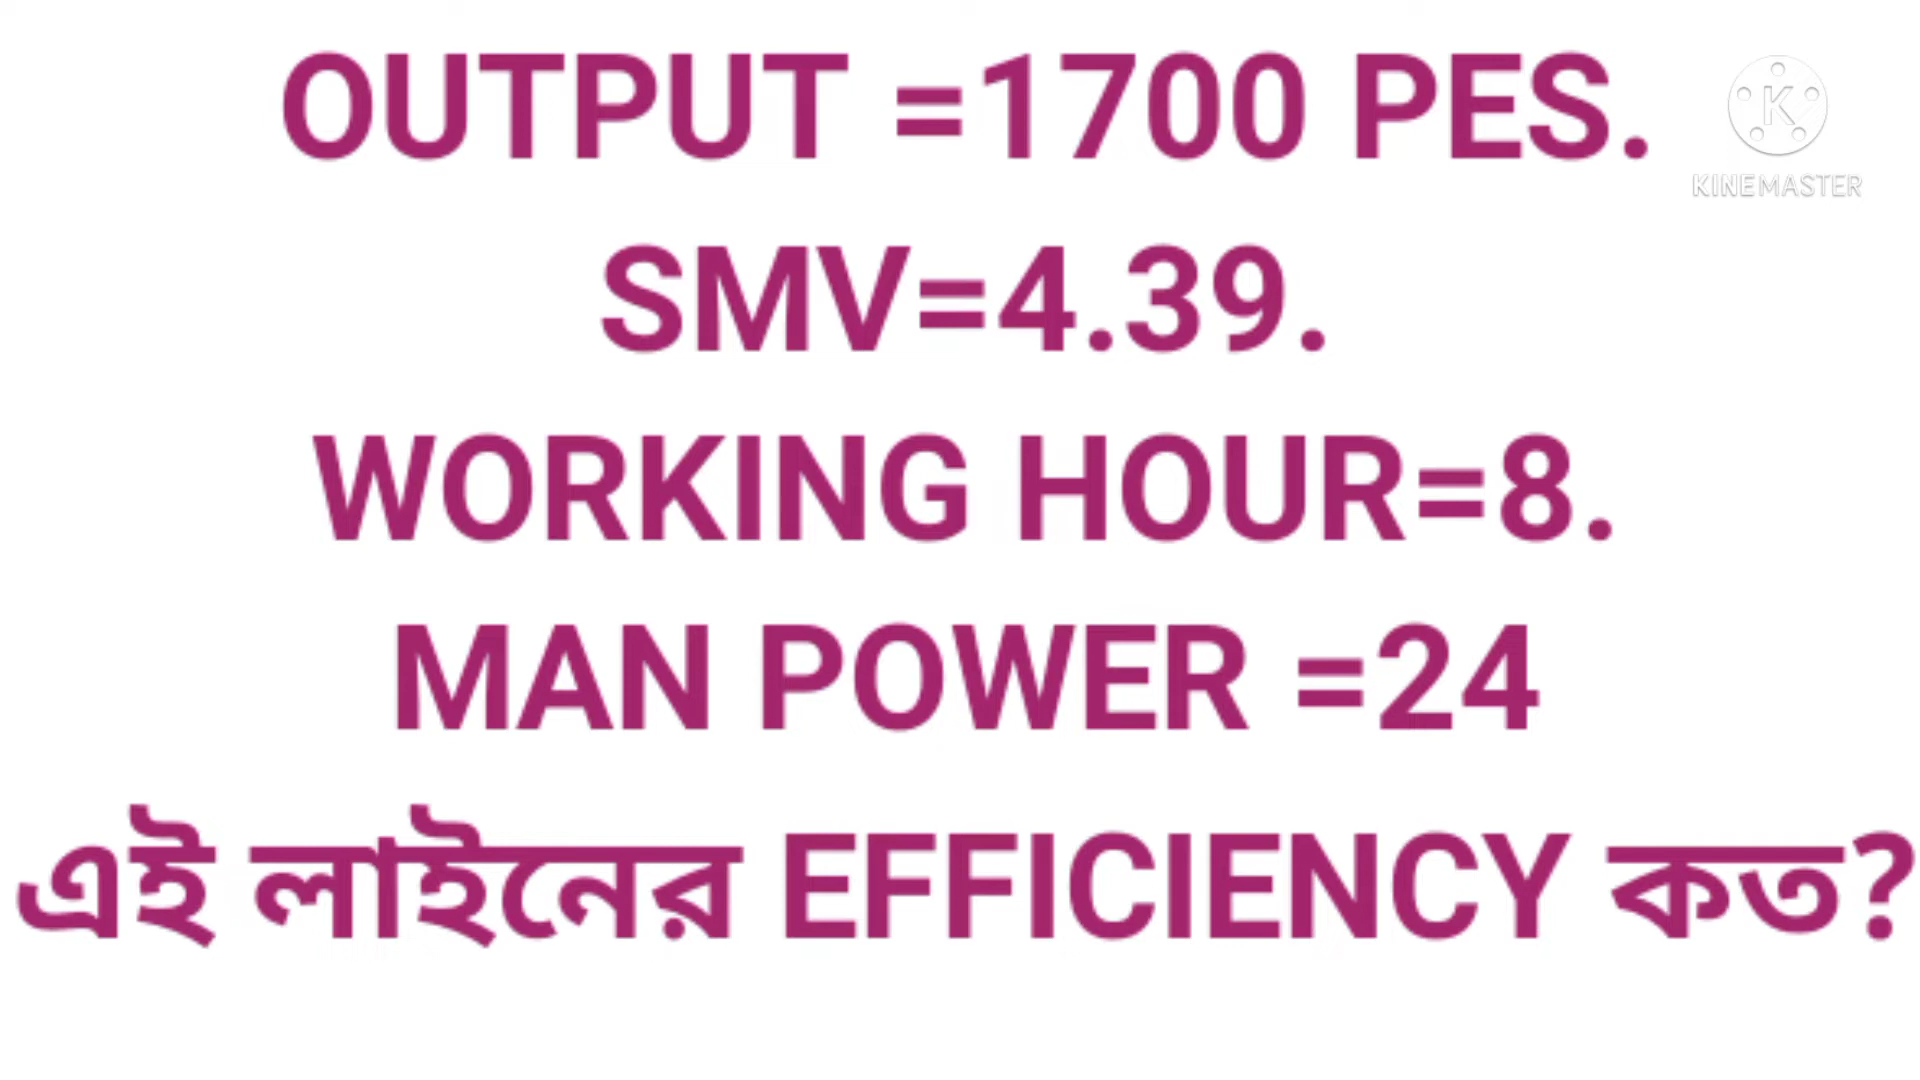 OUTPUT =1700 PES.
K
KINEMASTER
SMV=4.39.
WORKING HOUR=8.
MAN POWER =24
এই লাইনের EFFICIENCY কত?